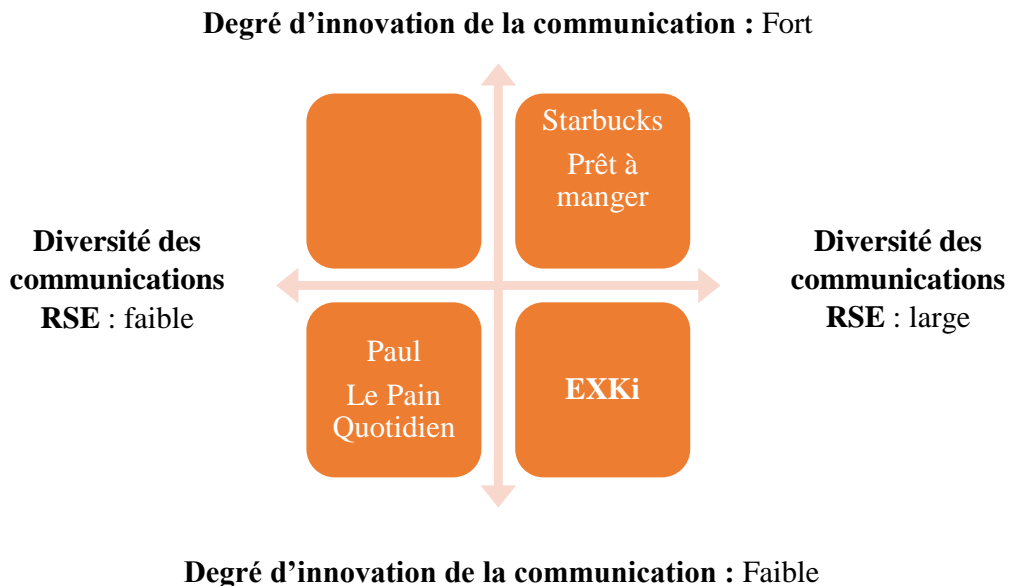 Degré d’innovation de la communication : Fort
Starbucks
Prêt à
manger
Diversité des
communications
RSE : faible
Diversité des
communications
RSE : large
Paul
Le Pain
Quotidien
EXKi
Degré d’innovation de la communication : Faible